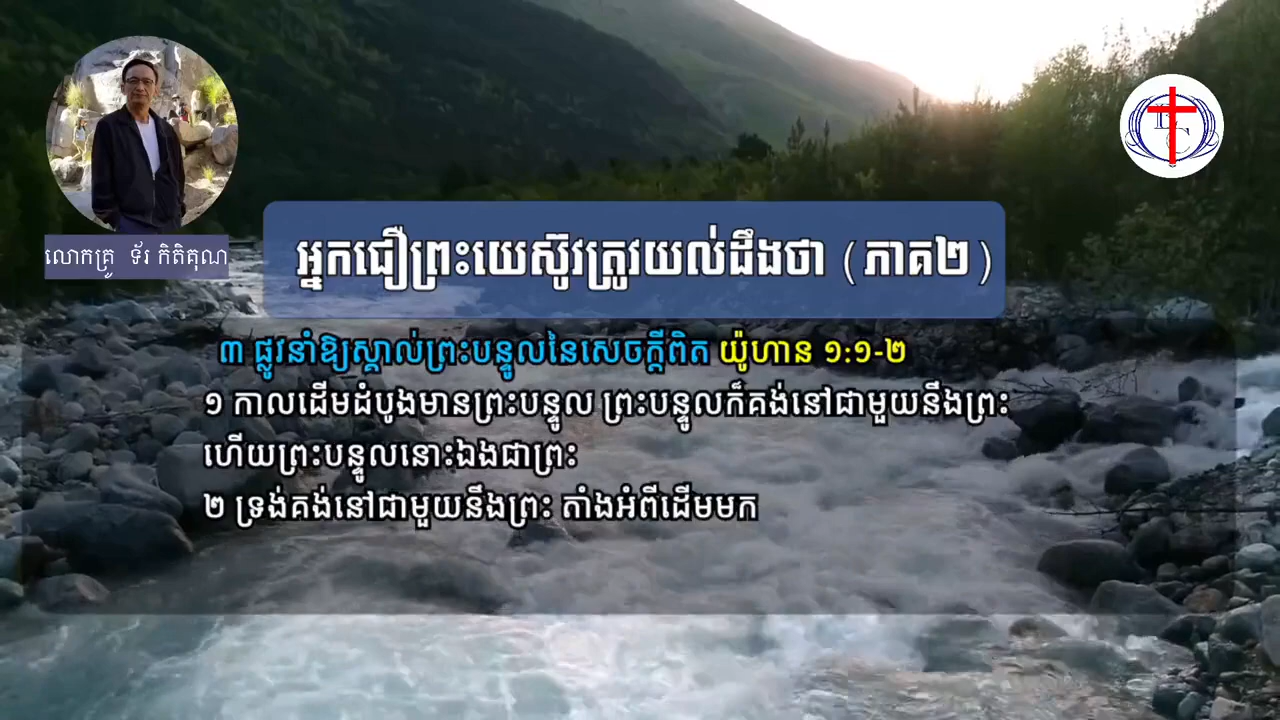 លោកគ្រូ ទ័រ កិតិគុណ
អ្នកជឿព្រះយេស៊ូវត្រូវយល់ដឹងថា (ភាគ២)
៣ ផ្លូវនាំឱ្យស្គាល់ព្រះបន្ទូលនៃសេចក្ដីពិត យ៉ូហាន ១:១-២
១ កាលដើមដំបូងមានព្រះបន្ទូល ព្រះបន្ទូលក៏គង់នៅជាមួយនឹងព្រះ
ហើយព្រះបន្ទូលនោះឯងជាព្រះ
២ ទ្រង់គង់នៅជាមួយនឹងព្រះ តាំងអំពីដើមមក